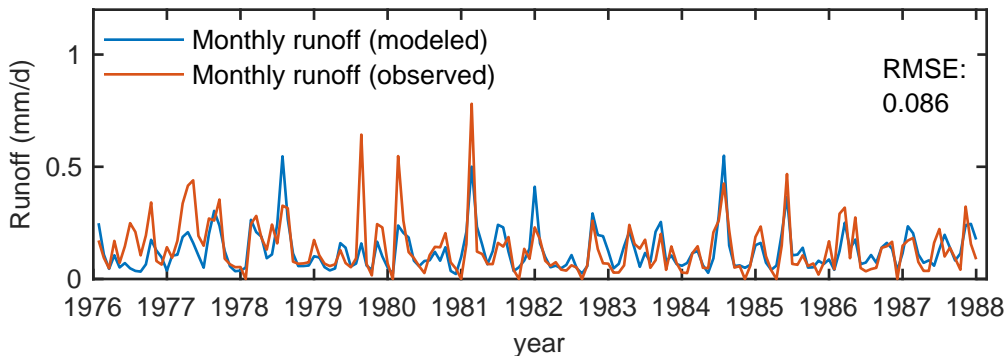 Monthly runoff (modeled)
Monthly runoff (observed)
RMSE:
0.086
Runoff (mm/d)
1
0.5
0
1976 1977 1978 1979 1980 1981 1982 1983 1984 1985 1986 1987 1988
year